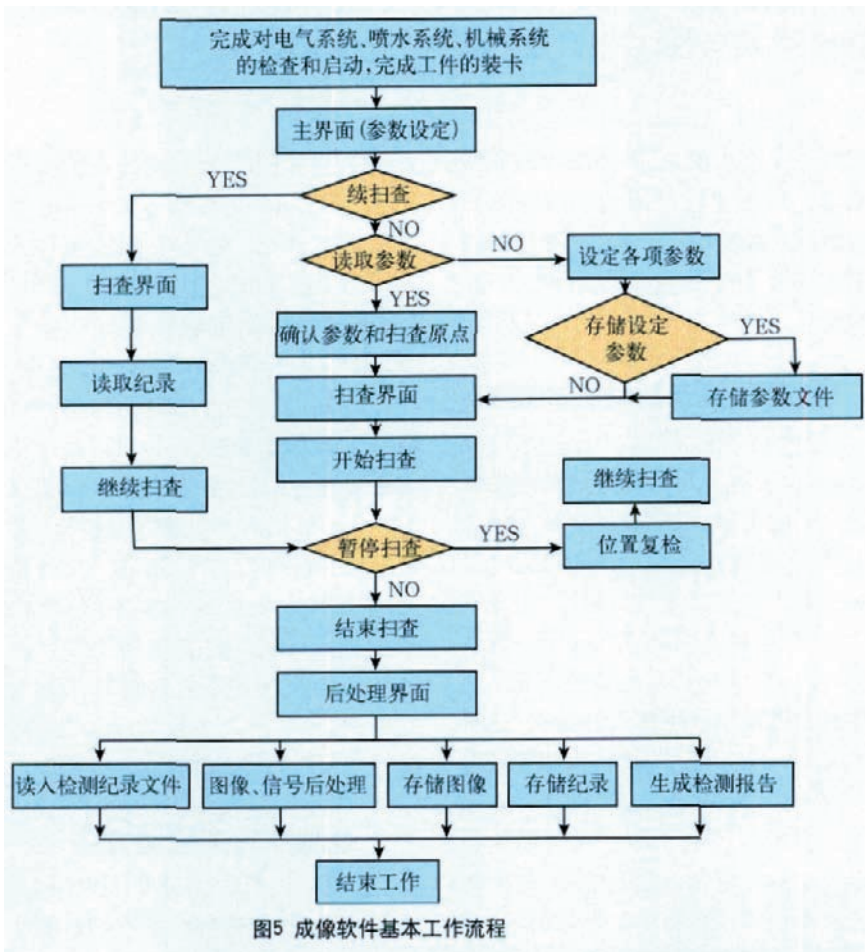 完成对电气系统、喷水系统、机械系统
的检查和启动,完成工件的装卡
主界面(参数设定)
YES
续扫查
NO
读取参数
NO
设定各项参数
扫查界面
YES
确认参数和扫查原点
存储设定
参数
YES
读取纪录
扫查界面
NO
存储参数文件
开始扫查
继续扫查
继续扫查
暂停扫查
YES
位置复检
NO
结束扫查
后处理界面
读人检测纪录文件
图像、信号后处理
存储图像
存储纪录
生成检测报告
结束工作
图5 成像软件基本工作流程